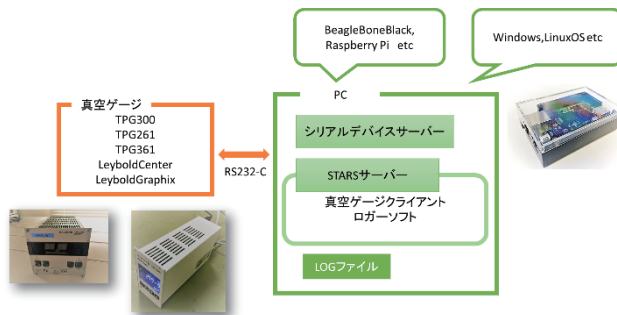 BeagleBoneBlack,
Raspberry Pi etc
Windows,LinuxOS etc
PC
真空ゲージ
TPG300
TPG261
TPG361
LeyboldCenter
LeyboldGraphix
RS232-C
シリアルデバイスサーバー
STARSサーバー
真空ゲージクライアント
ロガーソフト
LOGファイル